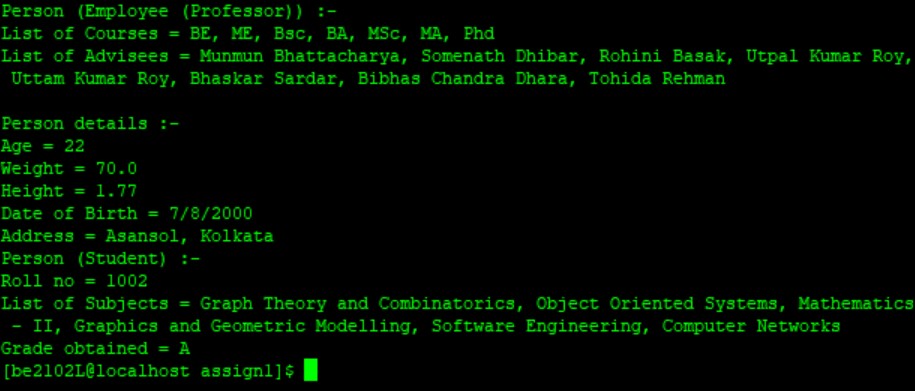 Person (Employee (Professor)) :-
List of Courses = BE, ME, Bsc, BA, MSc, MA, Phd
List of Advisees = Munmun Bhattacharya, Somenath Dhibar, Rohini Basak, Utpal Kumar Roy,
Uttam Kumar Roy, Bhaskar Sardar, Bibhas Chandra Dhara, Tohida Rehman
Person details :-
Age = 22
Weight = 70.0
Height = 1.77
Date of Birth = 7/8/2000
Address = Asansol, Kolkata
Person (Student) :-
Roll no = 1002
List of Subjects = Graph Theory and Combinatorics, Object Oriented Systems, Mathematics
- II, Graphics and Geometric Modelling, Software Engineering, Computer Networks
Grade obtained = A
[be2102L@localhost assign1]$